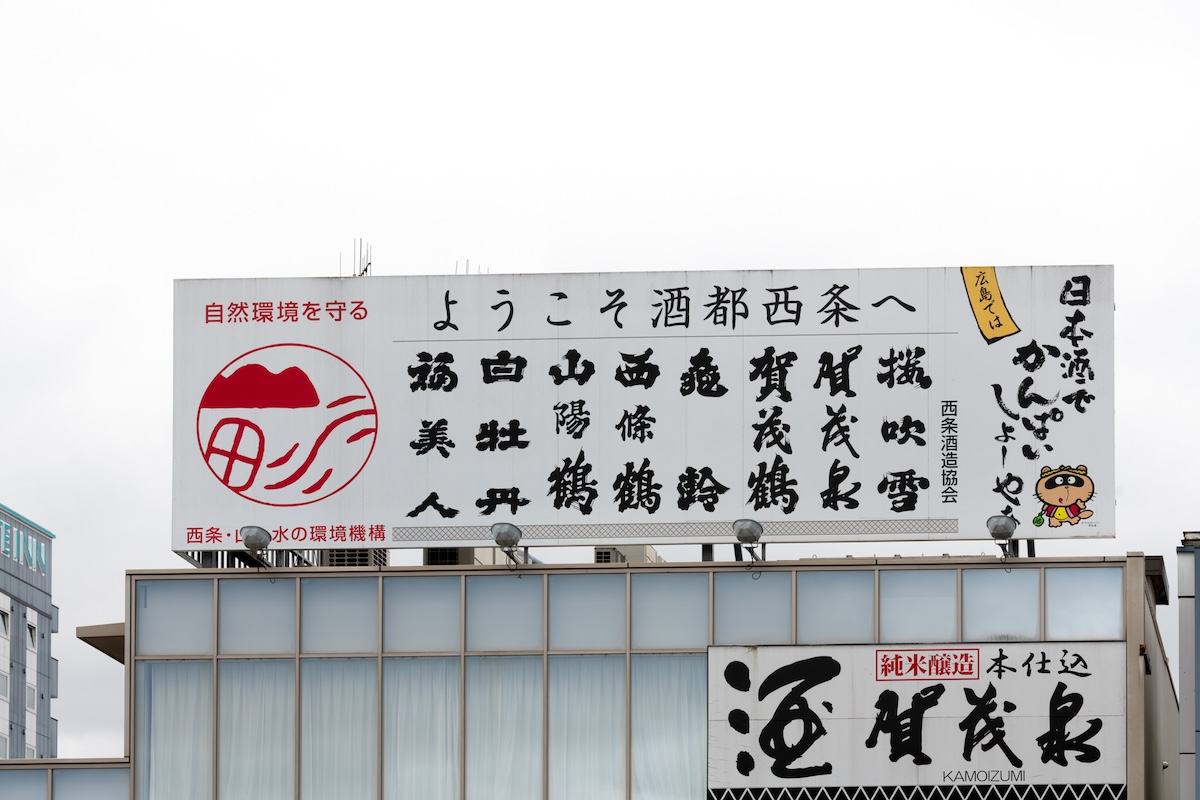 自然環境を守る
西条・山 水の環境機構
ようこそ酒都西条へ
桜吹雪
賀茂泉
賀茂鶴
亀齢
西條鶴
山陽鶴
白牡丹
福美人
西条酒造協会
広島では
日本酒で
かんぱい
しょーやぁ
純米醸造 本仕込
酒 賀茂泉
KAMOIZUMI
INN